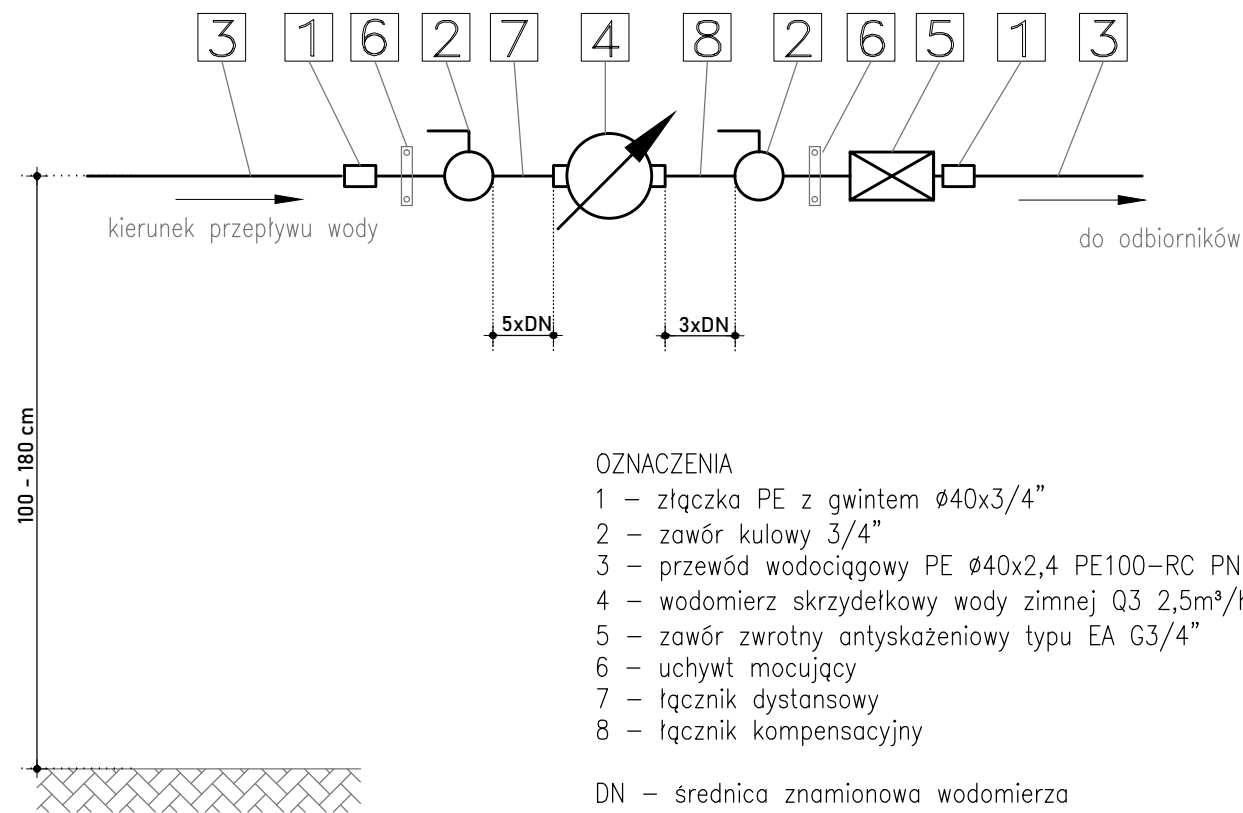 3 1 6 2 7 4 8 2 6 5 1 3
kierunek przepływu wody
do odbiorników
5xDN
3xDN
100 - 180 cm
OZNACZENIA
1 – złączka PE z gwintem ø40x3/4”
2 – zawór kulowy 3/4”
3 – przewód wodociągowy PE ø40x2,4 PE100–RC PN
4 – wodomierz skrzydełkowy wody zimnej Q3 2,5m³/h
5 – zawór zwrotny antyskażeniowy typu EA G3/4”
6 – uchywt mocujący
7 – łącznik dystansowy
8 – łącznik kompensacyjny
DN – średnica znamionowa wodomierza